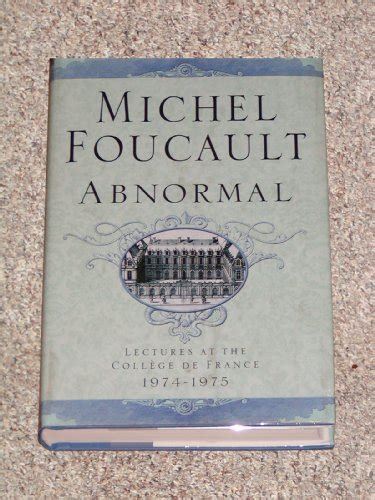 MICHEL
FOUCAULT
ABNORMAL
LECTURES AT THE
COLLÈGE DE FRANCE
1974-1975